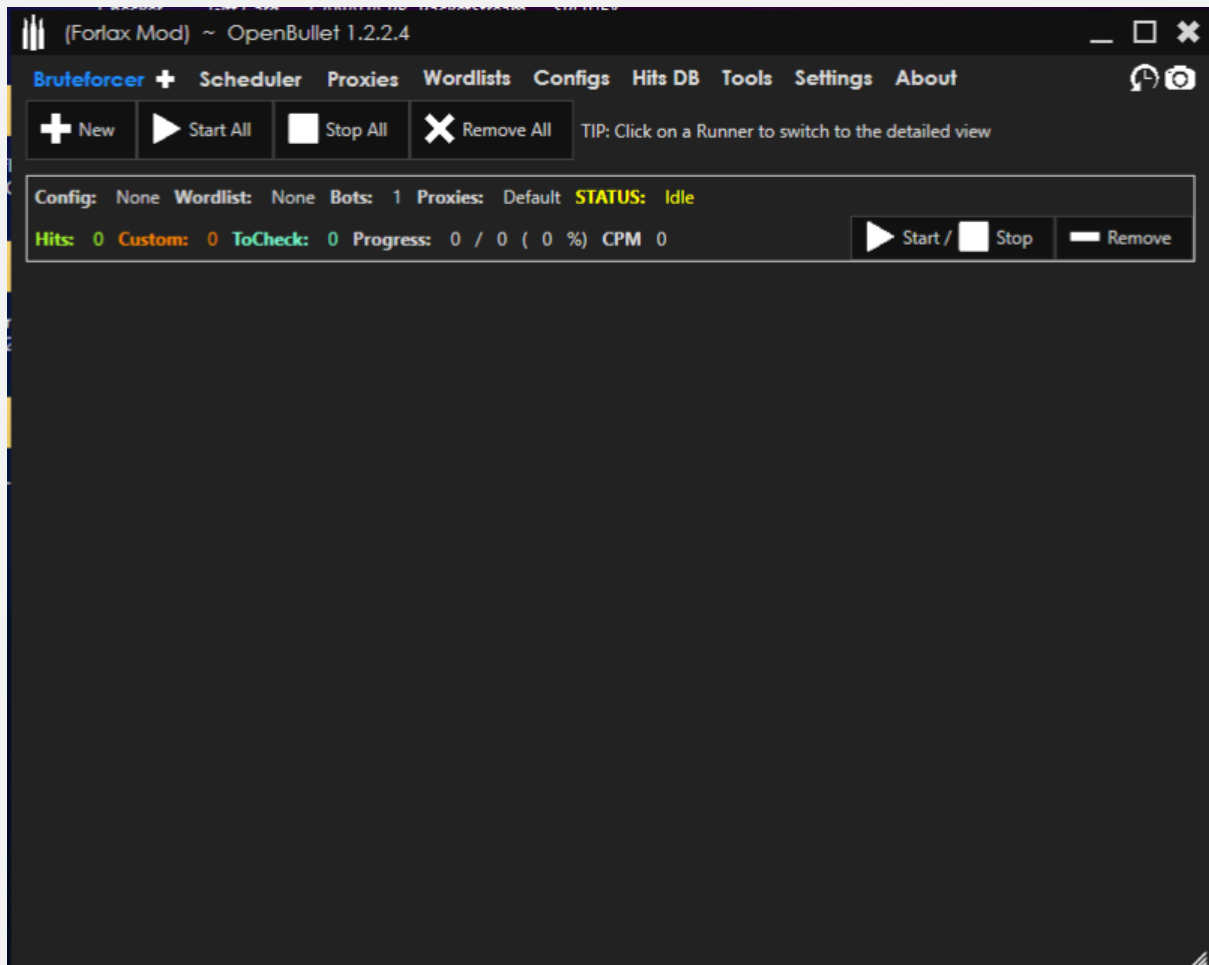 (Forlax Mod) ~ OpenBullet 1.2.2.4
Bruteforcer Scheduler Proxies Wordlists Configs Hits DB Tools Settings About
New Start All Stop All Remove All TIP: Click on a Runner to switch to the detailed view
Config: None Wordlist: None Bots: 1 Proxies: Default STATUS: Idle
Hits: 0 Custom: 0 ToCheck: 0 Progress: 0 / 0 ( 0 %) CPM 0 Start / Stop Remove